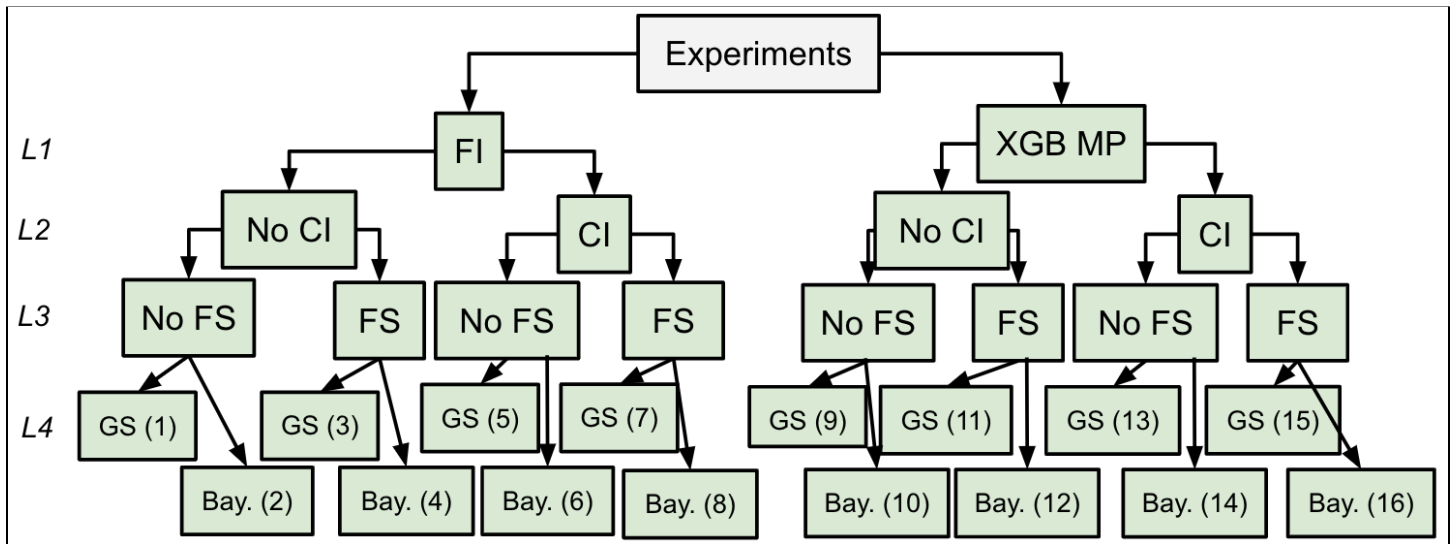 Experiments
L1
FI
XGB MP
L2
No CI
CI
No CI
CI
L3
No FS
FS
No FS
FS
No FS
FS
No FS
FS
L4
GS (1)
GS (3)
GS (5)
GS (7)
GS (9)
GS (11)
GS (13)
GS (15)
Bay. (2)
Bay. (4)
Bay. (6)
Bay. (8)
Bay. (10)
Bay. (12)
Bay. (14)
Bay. (16)